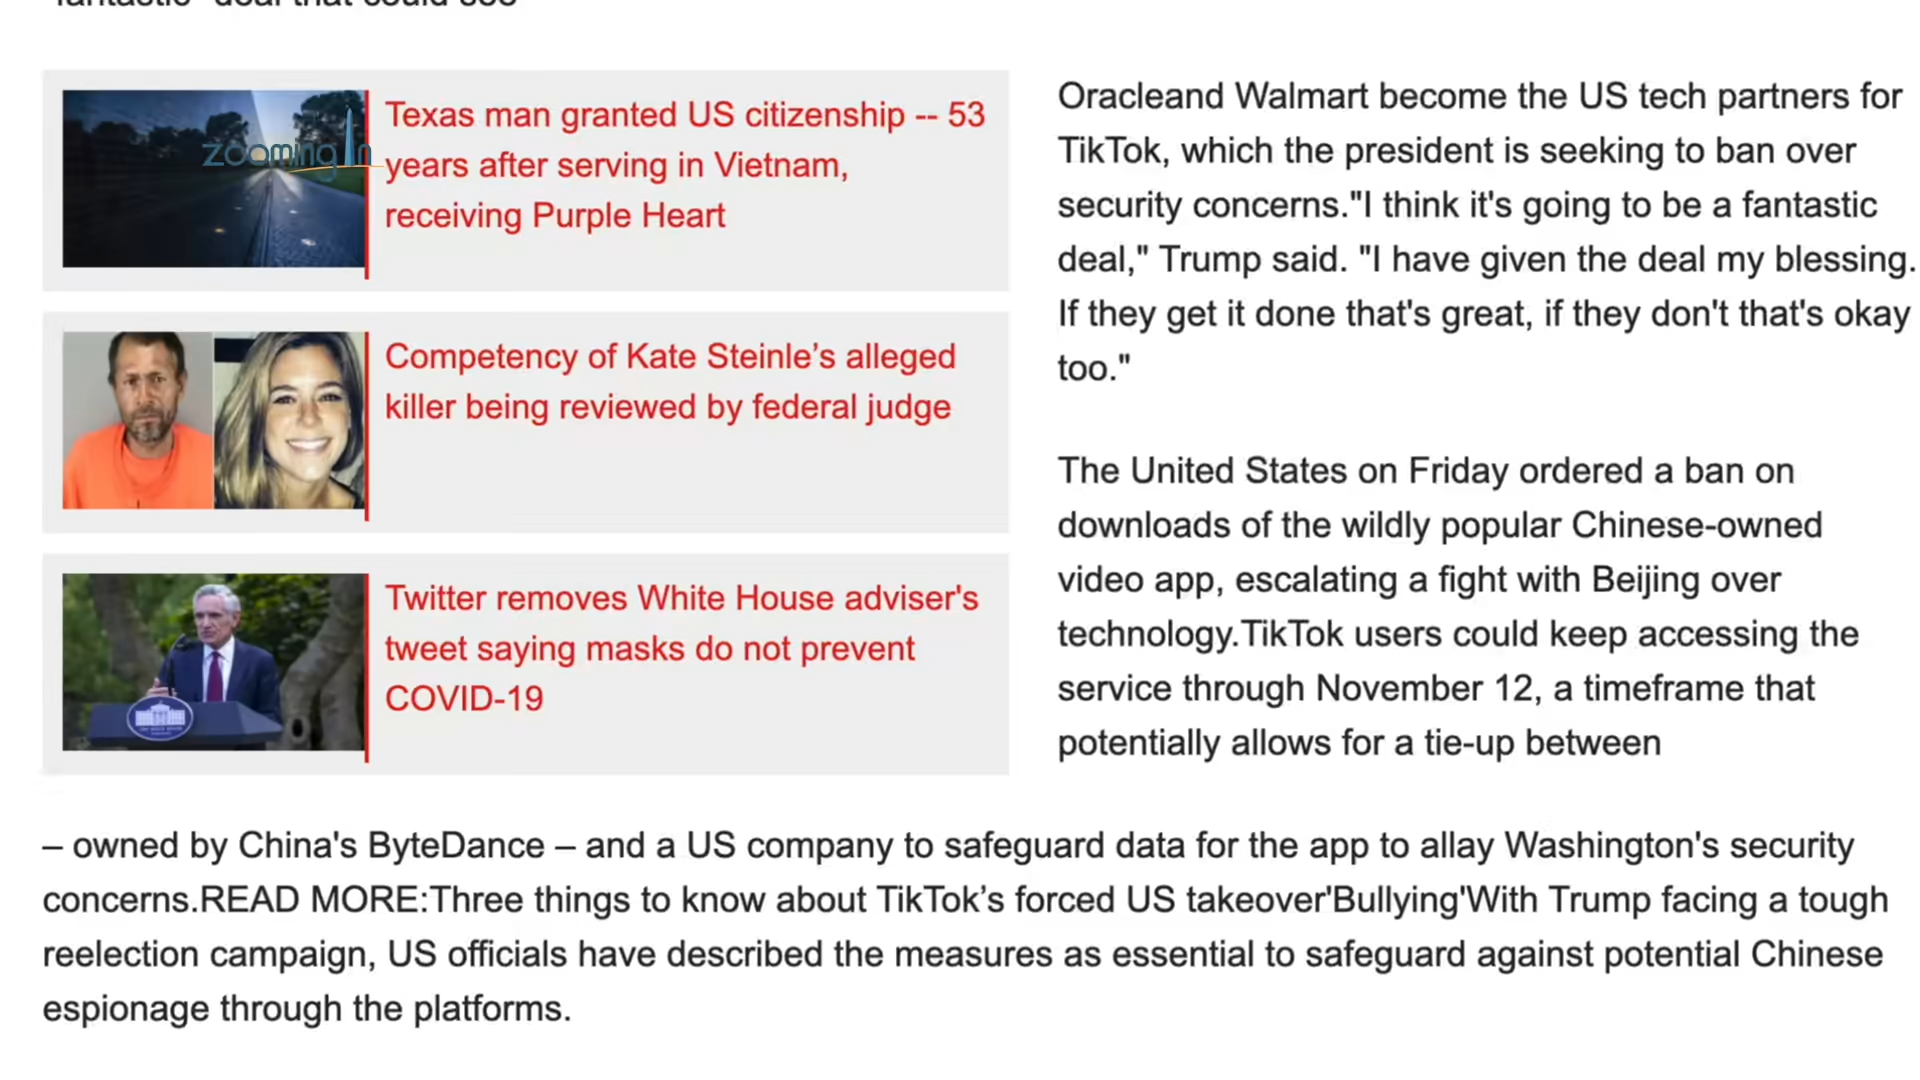 "fantastic" deal that could see
Texas man granted US citizenship -- 53
years after serving in Vietnam,
receiving Purple Heart
zooming In
Competency of Kate Steinle’s alleged
killer being reviewed by federal judge
Twitter removes White House adviser's
tweet saying masks do not prevent
COVID-19
Oracleand Walmart become the US tech partners for
TikTok, which the president is seeking to ban over
security concerns."I think it's going to be a fantastic
deal," Trump said. "I have given the deal my blessing.
If they get it done that's great, if they don't that's okay
too."
The United States on Friday ordered a ban on
downloads of the wildly popular Chinese-owned
video app, escalating a fight with Beijing over
technology.TikTok users could keep accessing the
service through November 12, a timeframe that
potentially allows for a tie-up between
– owned by China's ByteDance – and a US company to safeguard data for the app to allay Washington's security
concerns.READ MORE:Three things to know about TikTok’s forced US takeover'Bullying'With Trump facing a tough
reelection campaign, US officials have described the measures as essential to safeguard against potential Chinese
espionage through the platforms.